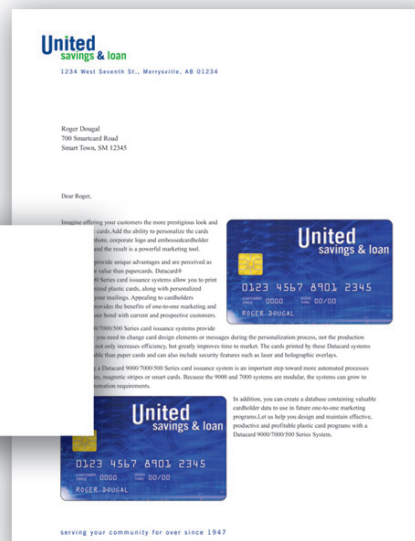 United
savings & loan
1234 West Seventh St., Merrysville, AB 01234
Roger Dougal
700 Smartcard Road
Smart Town, SM 12345
Dear Roger,
Imagine offering your customers the more prestigious look and
cards. Add the ability to personalize the cards
photo, corporate logo and embossed cardholder
and the result is a powerful marketing tool.
provide unique advantages and are perceived as
value than papercards. Datacard®
Series card issuance systems allow you to print
plastic cards, along with personalized
your mailings. Appealing to cardholders
provides the benefits of one-to-one marketing and
bond with current and prospective customers.
9000/7000/500 Series card issuance systems provide
you need to change card design elements or messages during the personalization process, not the production
not only increases efficiency, but greatly improves time to market. The cards printed by these Datacard systems
than paper cards and can also include security features such as laser and holographic overlays.
a Datacard 9000/7000/500 Series card issuance system is an important step toward more automated processes
magnetic stripes or smart cards. Because the 9000 and 7000 systems are modular, the systems can grow to
requirements.
United
savings & loan
0123 4567 8901 2345
0000 00/00
ROGER DOUGAL
In addition, you can create a database containing valuable
cardholder data to use in future one-to-one marketing
programs.Let us help you design and maintain effective,
productive and profitable plastic card programs with a
Datacard 9000/7000/500 Series System.
United
savings & loan
0123 4567 8901 2345
0000 00/00
ROGER DOUGAL
serving your community for over since 1947